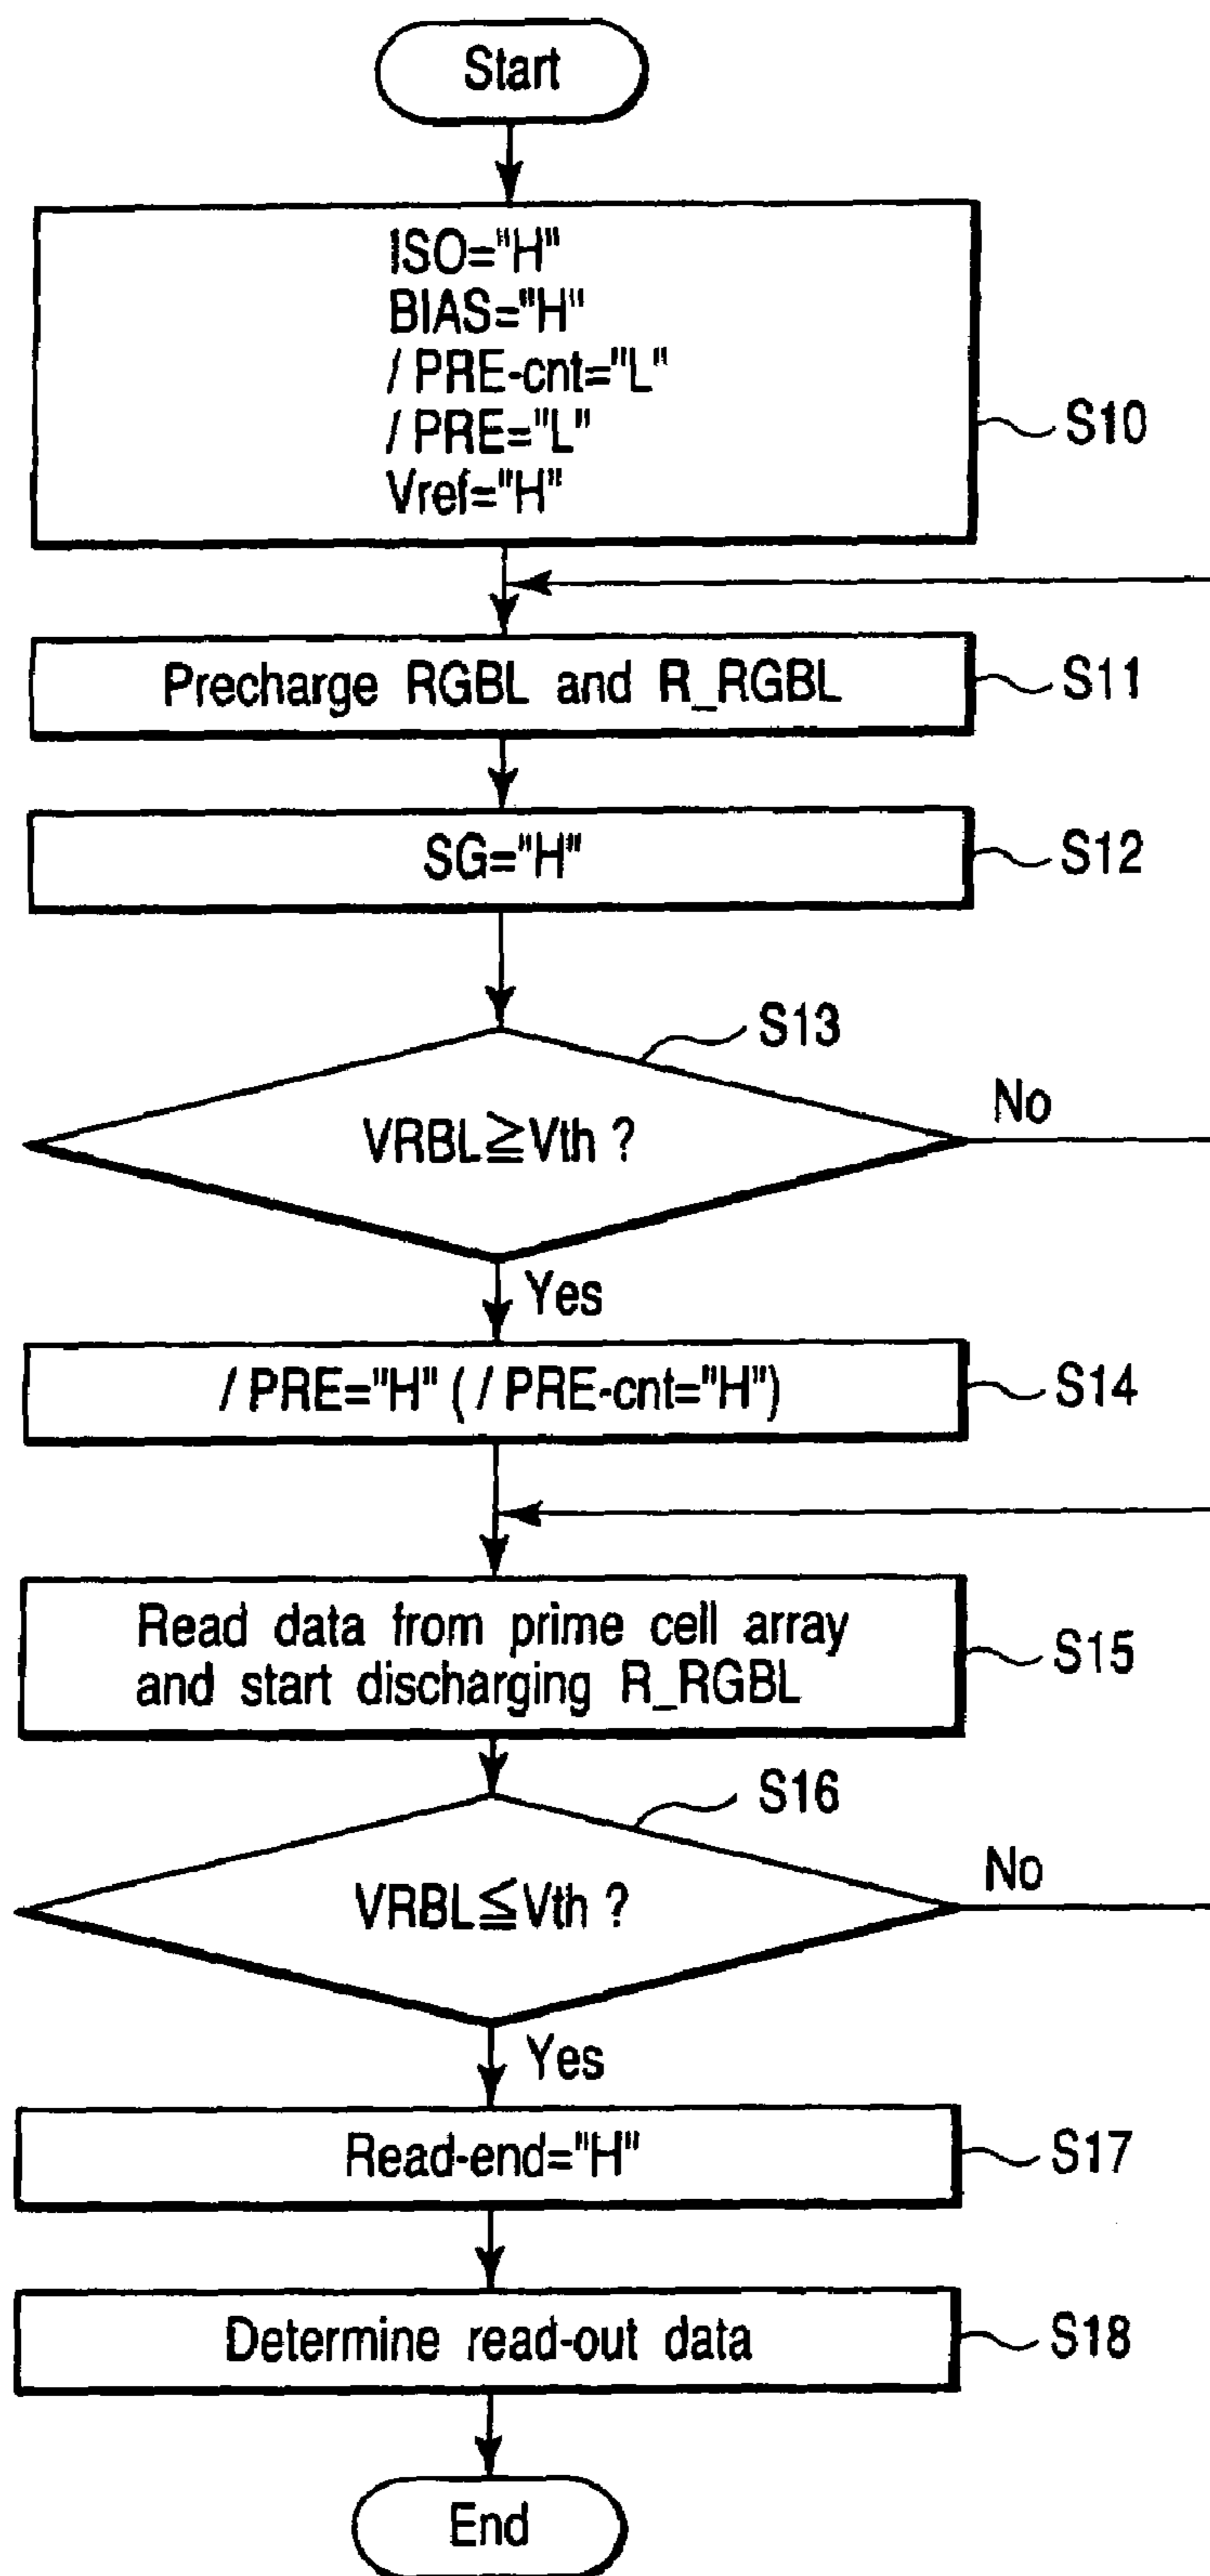 Start
ISO="H"
BIAS="H"
/ PRE-cnt="L"
/ PRE="L"
Vref="H"
S10
Precharge RGBL and R_RGBL
S11
SG="H"
S12
S13
VRBL≧Vth ?
No
Yes
/ PRE="H" ( / PRE-cnt="H")
S14
Read data from prime cell array
and start discharging R_RGBL
S15
S16
VRBL≦Vth ?
No
Yes
Read-end="H"
S17
Determine read-out data
S18
End